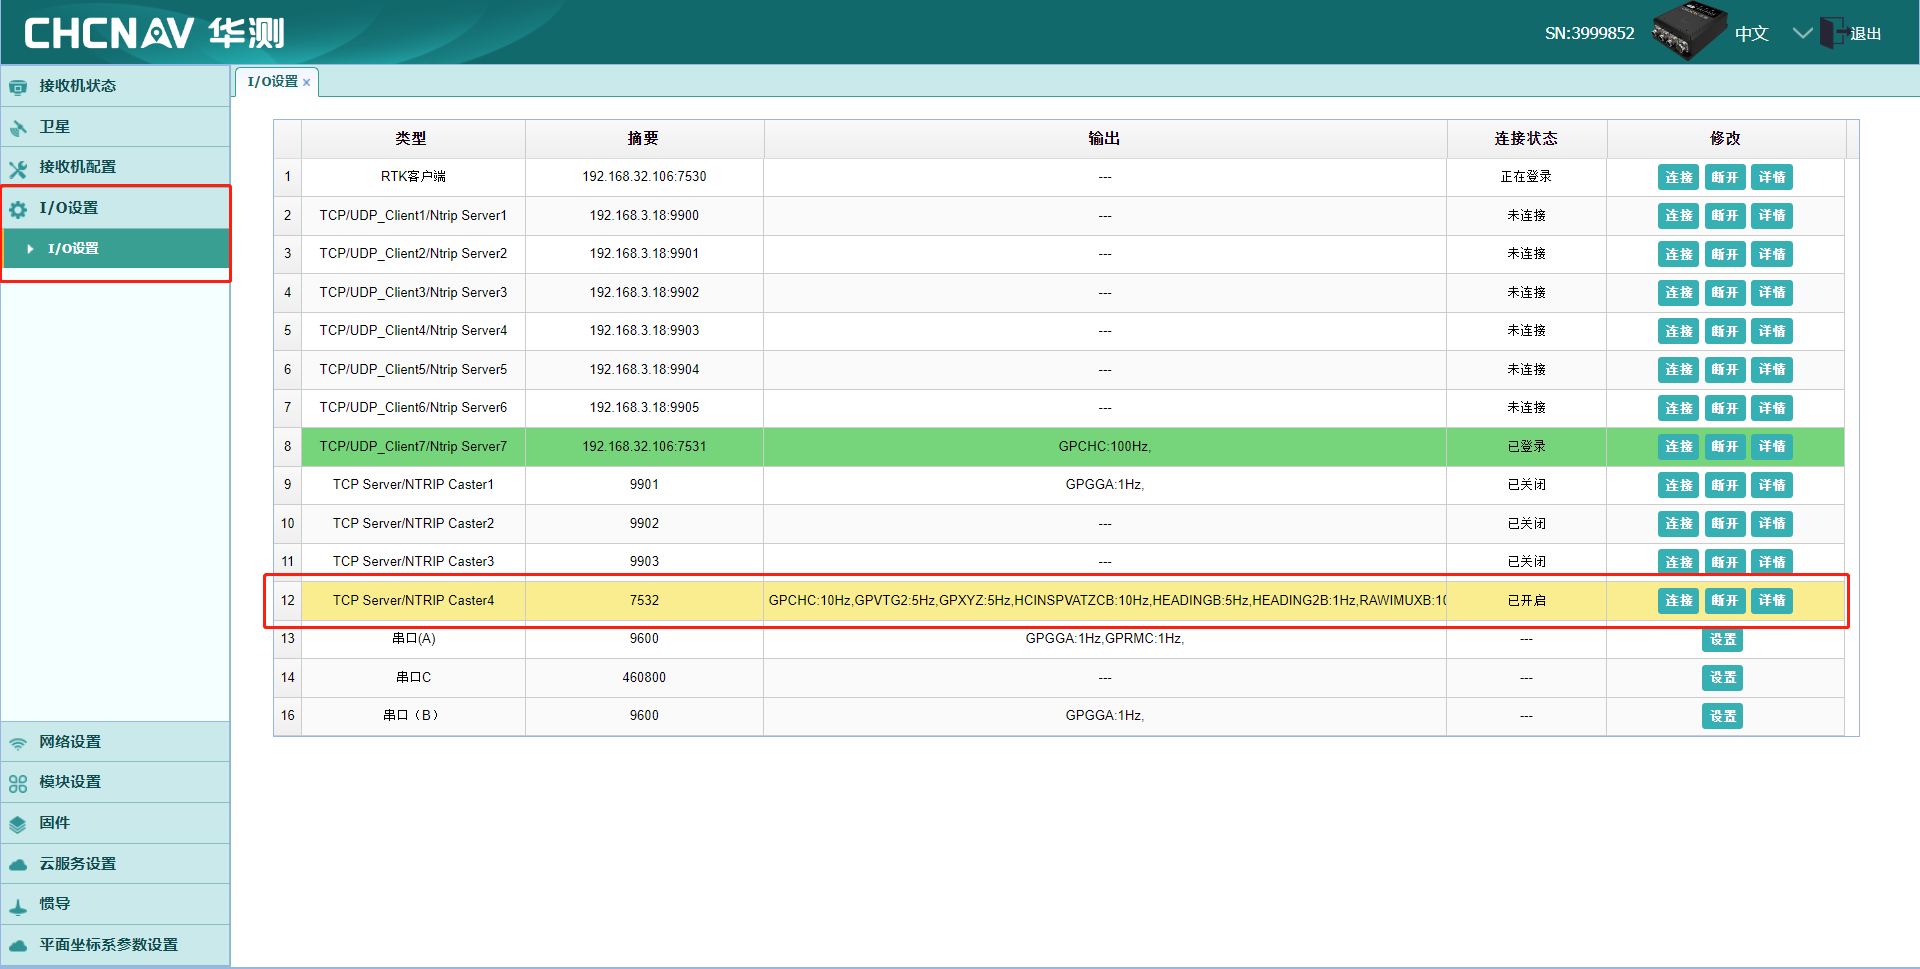 CHCNAV 华测
SN:3999852 中文 退出
接收机状态
卫星
接收机配置
I/O设置
I/O设置
网络设置
模块设置
固件
云服务设置
惯导
平面坐标系参数设置
I/O设置 ×
类型 摘要 输出 连接状态 修改
1 RTK客户端 192.168.32.106:7530 --- 正在登录 连接 断开 详情
2 TCP/UDP_Client1/Ntrip Server1 192.168.3.18:9900 --- 未连接 连接 断开 详情
3 TCP/UDP_Client2/Ntrip Server2 192.168.3.18:9901 --- 未连接 连接 断开 详情
4 TCP/UDP_Client3/Ntrip Server3 192.168.3.18:9902 --- 未连接 连接 断开 详情
5 TCP/UDP_Client4/Ntrip Server4 192.168.3.18:9903 --- 未连接 连接 断开 详情
6 TCP/UDP_Client5/Ntrip Server5 192.168.3.18:9904 --- 未连接 连接 断开 详情
7 TCP/UDP_Client6/Ntrip Server6 192.168.3.18:9905 --- 未连接 连接 断开 详情
8 TCP/UDP_Client7/Ntrip Server7 192.168.32.106:7531 GPCHC:100Hz, 已登录 连接 断开 详情
9 TCP Server/NTRIP Caster1 9901 GPGGA:1Hz, 已关闭 连接 断开 详情
10 TCP Server/NTRIP Caster2 9902 --- 已关闭 连接 断开 详情
11 TCP Server/NTRIP Caster3 9903 --- 已关闭 连接 断开 详情
12 TCP Server/NTRIP Caster4 7532 GPCHC:10Hz,GPVTG2:5Hz,GPXYZ:5Hz,HCINSPVATZCB:10Hz,HEADINGB:5Hz,HEADING2B:1Hz,RAWIMUXB:10 已开启 连接 断开 详情
13 串口(A) 9600 GPGGA:1Hz,GPRMC:1Hz, --- 设置
14 串口C 460800 --- --- 设置
16 串口（B） 9600 GPGGA:1Hz, --- 设置